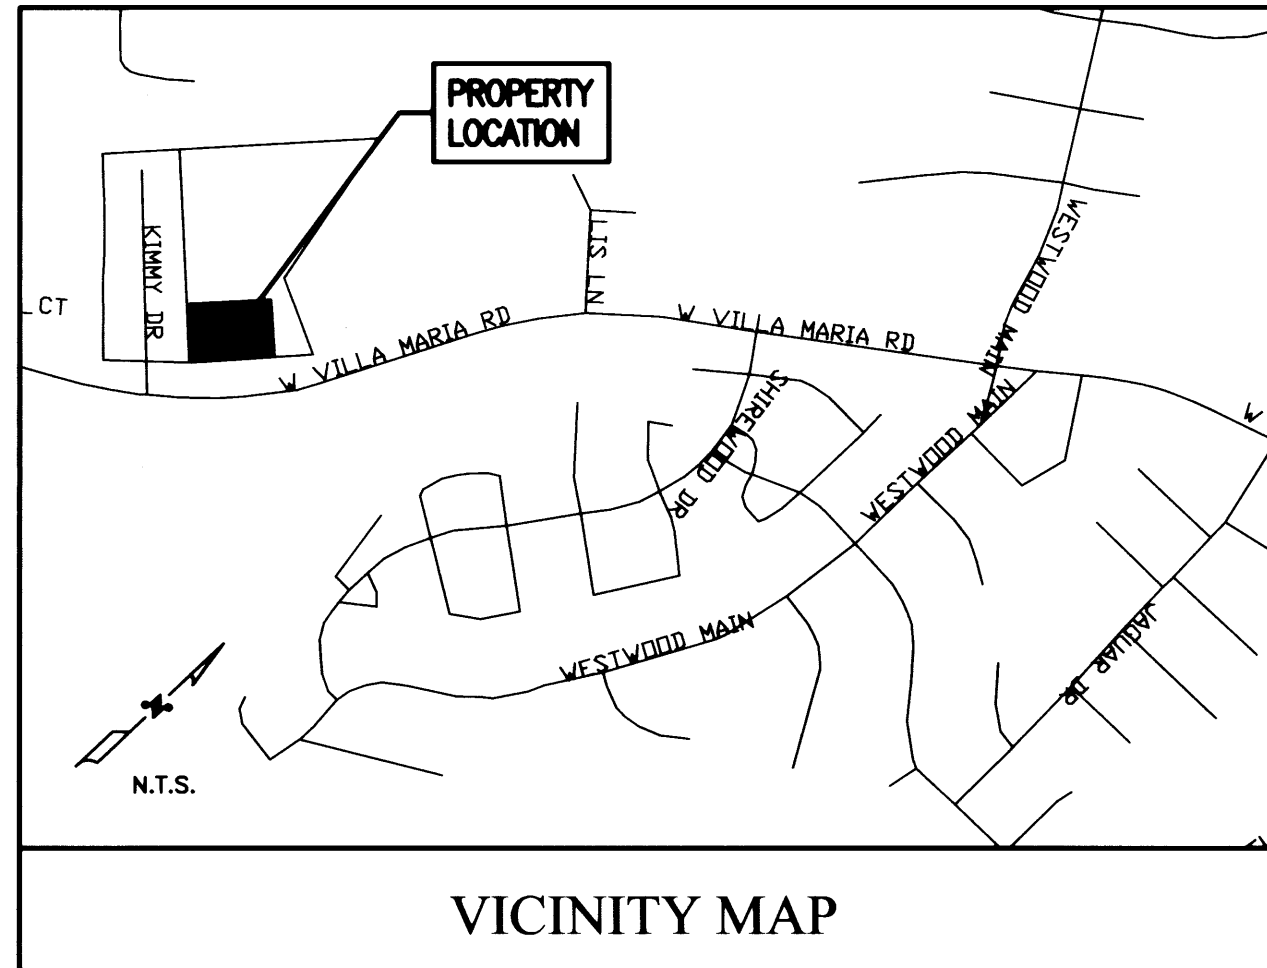 PROPERTY
LOCATION
KIMMY DR
CT
LIS LN
W VILLA MARIA RD
W VILLA MARIA RD
WESTWOOD MAIN
WESTWOOD MAIN
W
SHIREWOOD DR
JAGUAR DR
WESTWOOD MAIN
N.T.S.
VICINITY MAP